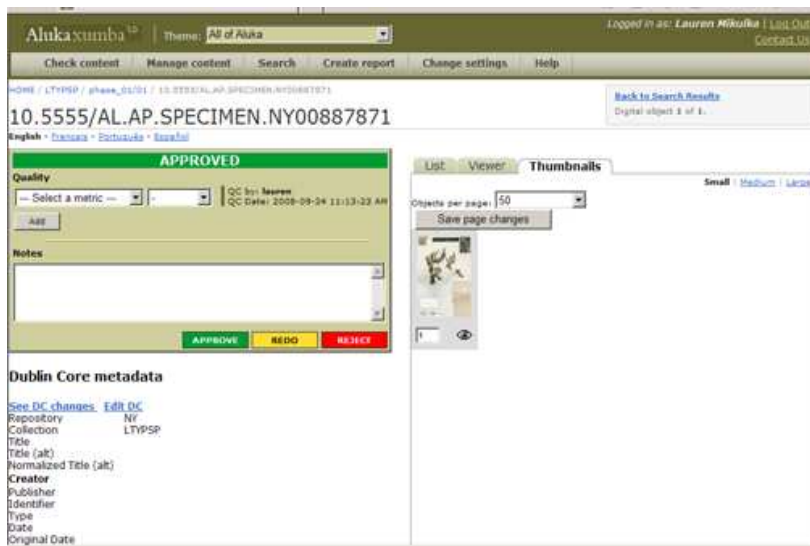 Logged in as: Lauren Mikulka | Log Out
Contact Us
Alukaxumba
Theme: All of Aluka
Check content Manage content Search Create report Change settings Help
HOME / LTYPSP / phase_01/01 / 10.5555/AL.AP.SPECIMEN.NY00887871
10.5555/AL.AP.SPECIMEN.NY00887871
Back to Search Results
Digital object 1 of 1.
English - Français - Português - Español
APPROVED
Quality
--- Select a metric --- -
QC by: lauren
QC Date: 2008-09-24 11:13:23 AM
Add
Notes
APPROVE REDO REJECT
List Viewer Thumbnails
Small | Medium | Large
Objects per page: 50
Save page changes
1
Dublin Core metadata
See DC changes Edit DC
Repository NY
Collection LTYPSP
Title
Title (alt)
Normalized Title (alt)
Creator
Publisher
Identifier
Type
Date
Original Date